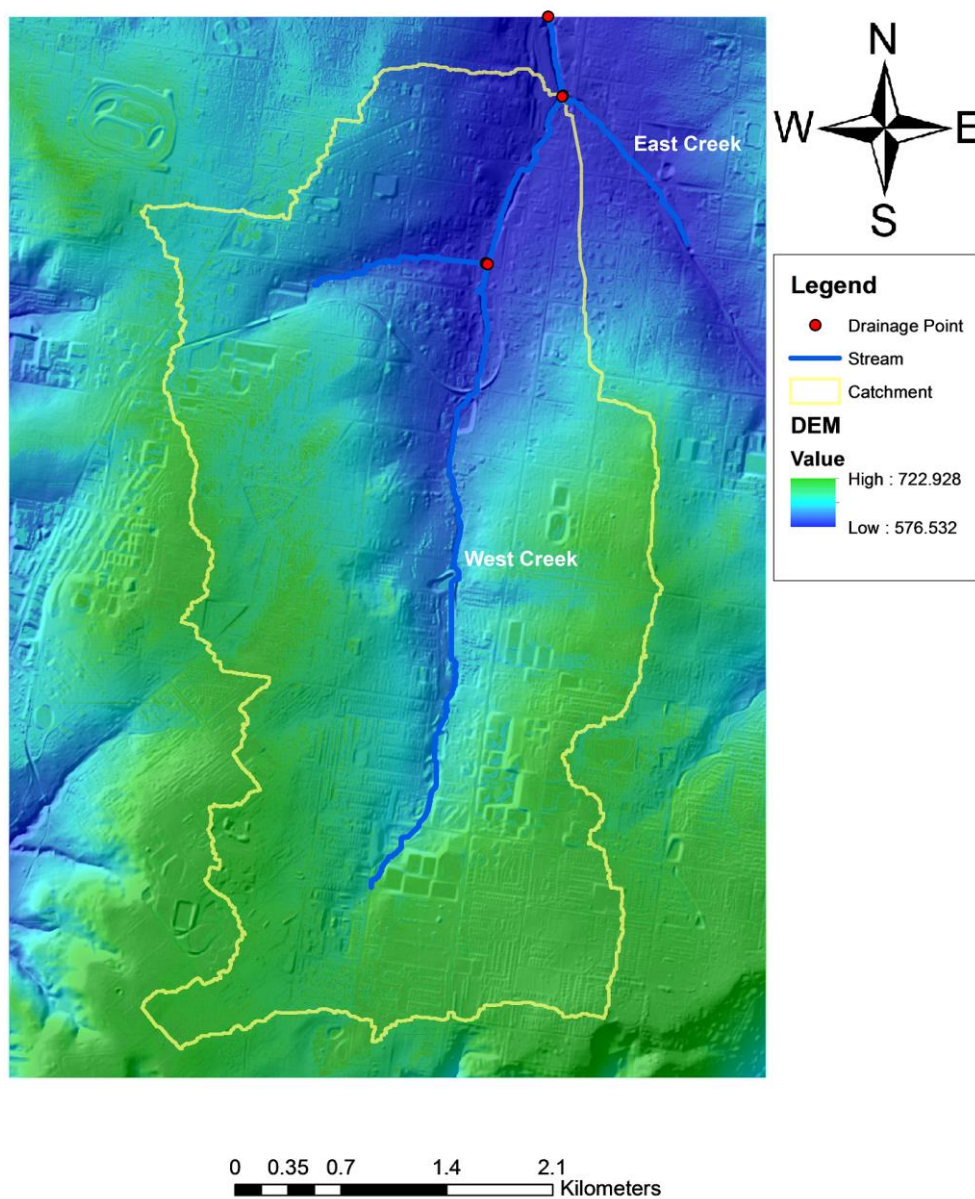 N
W E
S
East Creek
West Creek
Legend
Drainage Point
Stream
Catchment
DEM
Value
High : 722.928
Low : 576.532
0 0.35 0.7 1.4 2.1
Kilometers